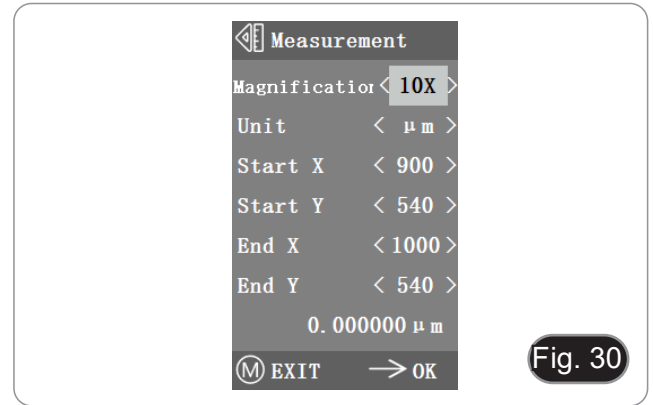 Measurement
Magnificatior < 10X >
Unit < μm >
Start X < 900 >
Start Y < 540 >
End X < 1000 >
End Y < 540 >
0.000000 μm
M EXIT → OK
Fig. 30